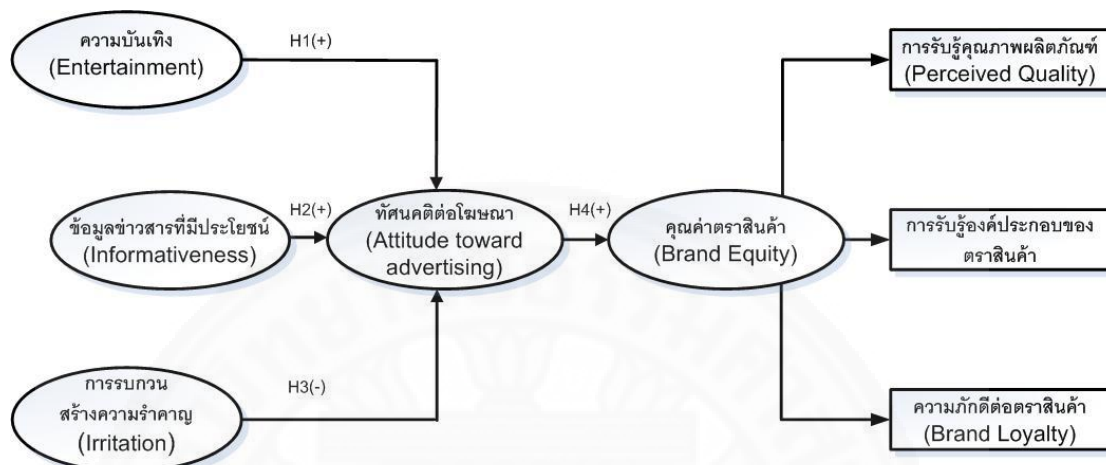 ความบันเทิง
(Entertainment)
H1(+)
การรับรู้คุณภาพผลิตภัณฑ์
(Perceived Quality)
ข้อมูลข่าวสารที่มีประโยชน์
(Informativeness)
H2(+)
ทัศนคติต่อโฆษณา
(Attitude toward
advertising)
H4(+)
คุณค่าตราสินค้า
(Brand Equity)
การรับรู้องค์ประกอบของ
ตราสินค้า
การรบกวน
สร้างความรำคาญ
(Irritation)
H3(-)
ความภักดีต่อตราสินค้า
(Brand Loyalty)